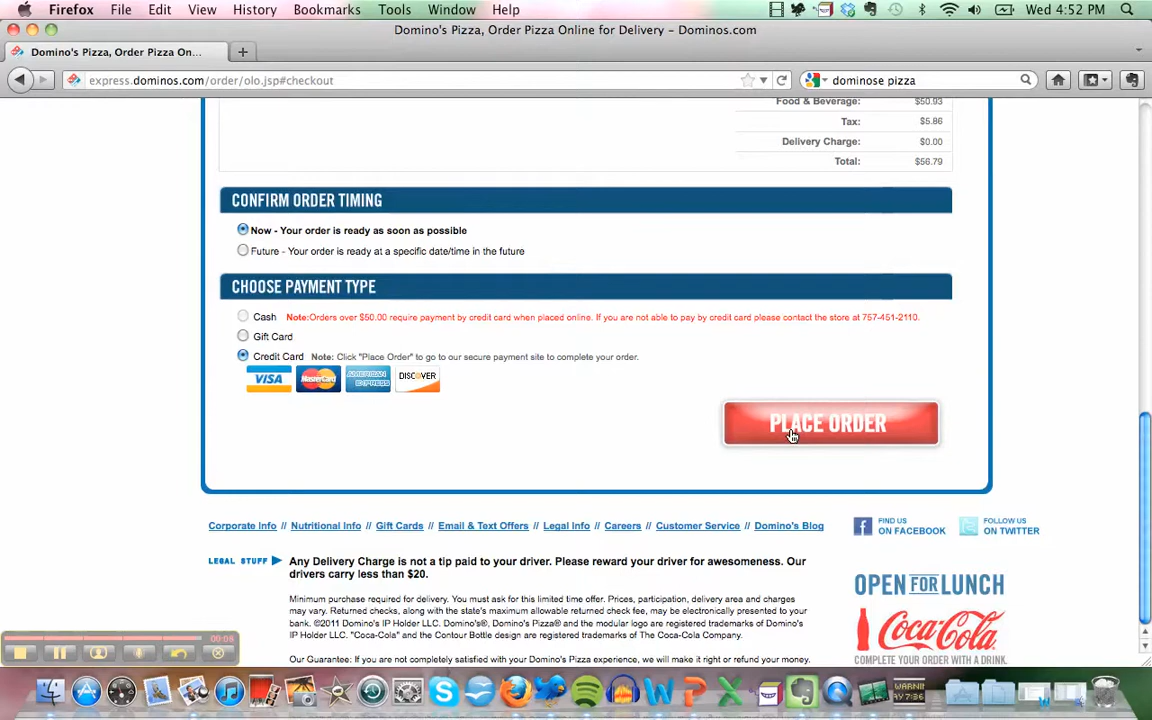 Firefox File Edit View History Bookmarks Tools Window Help Wed 4:52 PM
Domino's Pizza, Order Pizza Online for Delivery – Dominos.com
Domino's Pizza, Order Pizza On...
express.dominos.com/order/olo.jsp#checkout
dominose pizza
Food & Beverage: $50.93
Tax: $5.86
Delivery Charge: $0.00
Total: $56.79
CONFIRM ORDER TIMING
Now - Your order is ready as soon as possible
Future - Your order is ready at a specific date/time in the future
CHOOSE PAYMENT TYPE
Cash Note:Orders over $50.00 require payment by credit card when placed online. If you are not able to pay by credit card please contact the store at 757-451-2110.
Gift Card
Credit Card Note: Click "Place Order" to go to our secure payment site to complete your order.
VISA MasterCard AMERICAN EXPRESS DISCOVER
PLACE ORDER
Corporate Info // Nutritional Info // Gift Cards // Email & Text Offers // Legal Info // Careers // Customer Service // Domino's Blog
FIND US
ON FACEBOOK
FOLLOW US
ON TWITTER
LEGAL STUFF
Any Delivery Charge is not a tip paid to your driver. Please reward your driver for awesomeness. Our
drivers carry less than $20.
Minimum purchase required for delivery. You must ask for this limited time offer. Prices, participation, delivery area and charges
may vary. Returned checks, along with the state's maximum allowable returned check fee, may be electronically presented to your
bank. ©2011 Domino's IP Holder LLC. Domino's®, Domino's Pizza® and the modular logo are registered trademarks of Domino's
IP Holder LLC. "Coca-Cola" and the Contour Bottle design are registered trademarks of The Coca-Cola Company.
Our Guarantee: If you are not completely satisfied with your Domino's Pizza experience, we will make it right or refund your money.
OPEN FOR LUNCH
Coca-Cola
COMPLETE YOUR ORDER WITH A DRINK.
00:08
WARNI